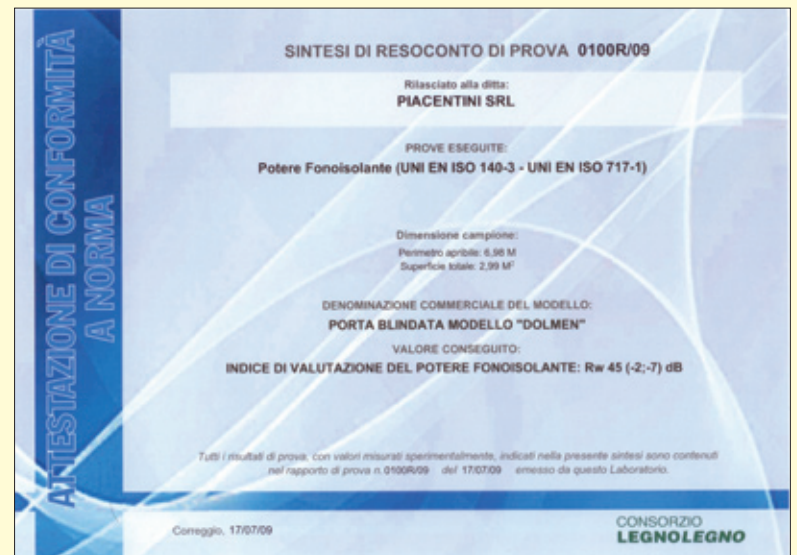 ATTESTAZIONE DI CONFORMITÀ
A NORMA
SINTESI DI RESOCONTO DI PROVA 0100R/09
Rilasciato alla ditta:
PIACENTINI SRL
PROVE ESEGUITE:
Potere Fonoisolante (UNI EN ISO 140-3 - UNI EN ISO 717-1)
Dimensione campione:
Perimetro apribile: 6,98 M
Superficie totale: 2,99 M²
DENOMINAZIONE COMMERCIALE DEL MODELLO:
PORTA BLINDATA MODELLO "DOLMEN"
VALORE CONSEGUITO:
INDICE DI VALUTAZIONE DEL POTERE FONOISOLANTE: Rw 45 (-2;-7) dB
Tutti i risultati di prova, con valori misurati sperimentalmente, indicati nella presente sintesi sono contenuti
nel rapporto di prova n. 0100R/09 del 17/07/09 emesso da questo Laboratorio.
Correggio, 17/07/09
CONSORZIO
LEGNOLEGNO